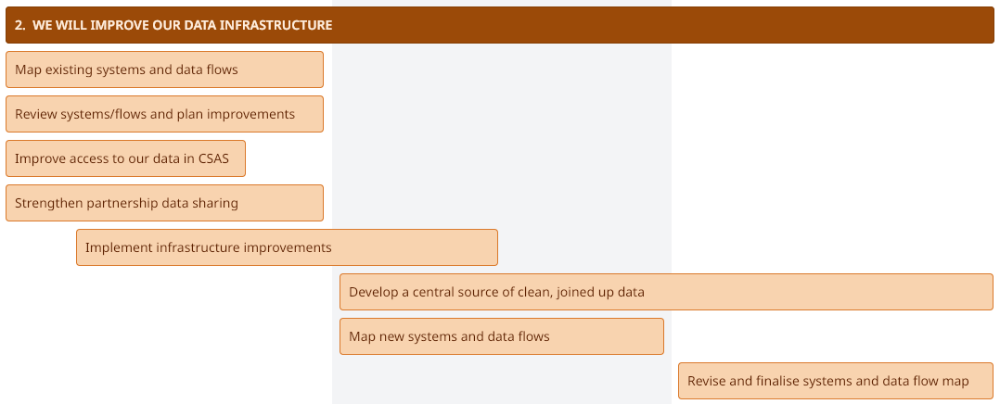 2. WE WILL IMPROVE OUR DATA INFRASTRUCTURE
Map existing systems and data flows
Review systems/flows and plan improvements
Improve access to our data in CSAS
Strengthen partnership data sharing
Implement infrastructure improvements
Develop a central source of clean, joined up data
Map new systems and data flows
Revise and finalise systems and data flow map